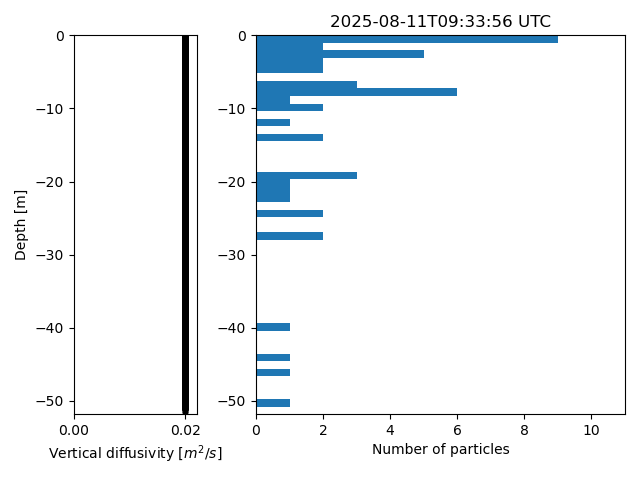 2025-08-11T09:33:56 UTC
Depth [m]
0
−10
−20
−30
−40
−50
0.00 0.02
Vertical diffusivity [m²/s]
0
−10
−20
−30
−40
−50
0 2 4 6 8 10
Number of particles